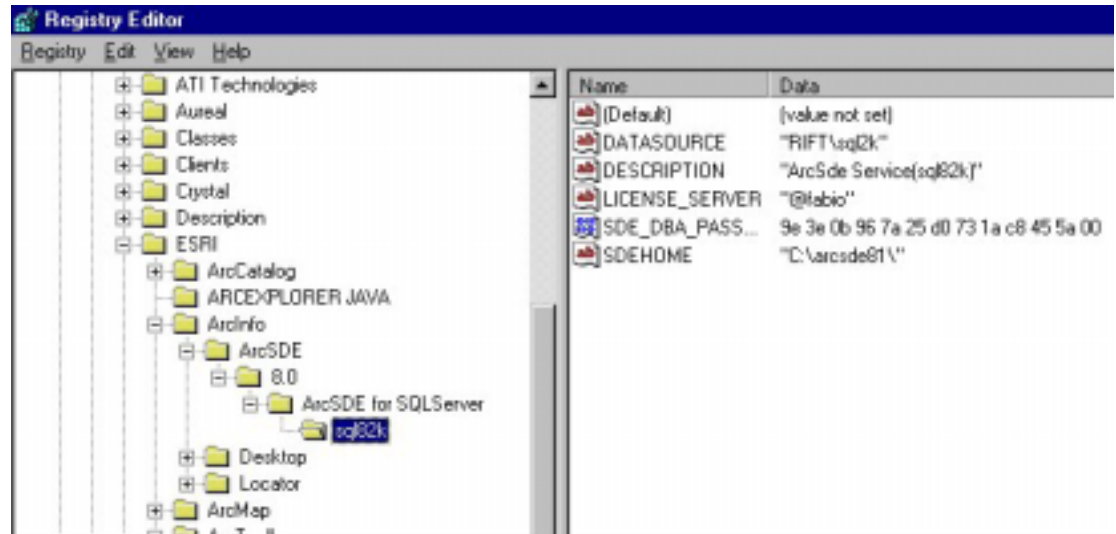 Registry Editor
Registry Edit View Help
ATI Technologies
Aureal
Classes
Clients
Crystal
Description
ESRI
ArcCatalog
ARCEXPLORER JAVA
ArcInfo
ArcSDE
8.0
ArcSDE for SQLServer
sql82k
Desktop
Locator
ArcMap
Name Data
(Default) (value not set)
DATASOURCE "RIFT\sql2k"
DESCRIPTION "ArcSde Service(sql82k)"
LICENSE_SERVER "@fabio"
SDE_DBA_PASS... 9e 3e 0b 96 7a 25 d0 73 1a c8 45 5a 00
SDEHOME "C:\arcsde81\"